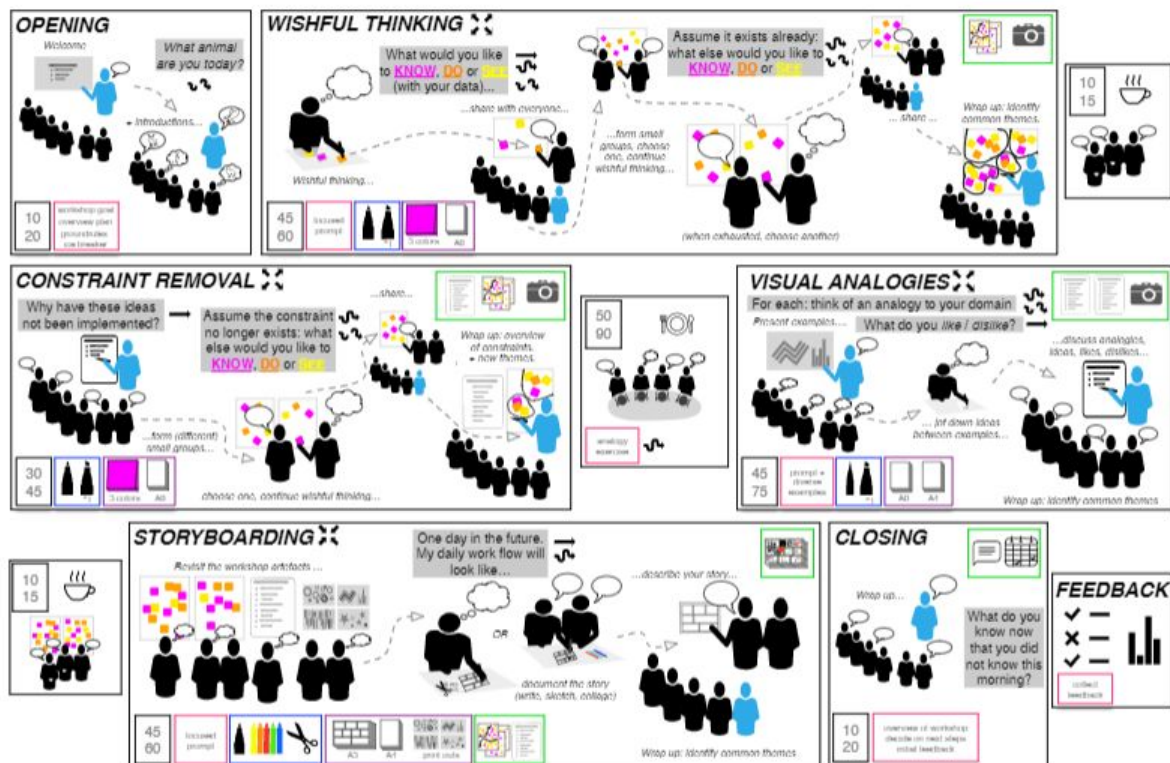 OPENING
Welcome
What animal
are you today?
+ introductions...
10
20
workshop goal
overview plan
groundrules
ice breaker
WISHFUL THINKING
What would you like
to KNOW, DO or SEE
(with your data)...
Wishful thinking...
...share with everyone...
...form small
groups, choose
one, continue
wishful thinking...
Assume it exists already:
what else would you like to
KNOW, DO or SEE
(when exhausted, choose another)
... share ...
Wrap up: Identify
common themes.
45
60
focused
prompt
3 colors
A0
10
15
CONSTRAINT REMOVAL
Why have these ideas
not been implemented?
Assume the constraint
no longer exists: what
else would you like to
KNOW, DO or SEE
...share...
Wrap up: overview
of constraints.
+ new themes.
...form (different)
small groups...
choose one, continue wishful thinking...
30
45
3 colors
A0
50
90
analogy
exercise
VISUAL ANALOGIES
For each: think of an analogy to your domain
Present examples....
What do you like / dislike?
...discuss analogies,
ideas, likes, dislikes...
... jot down ideas
between examples...
45
75
prompt +
diverse
examples
A0
A4
Wrap up: Identify common themes
10
15
STORYBOARDING
Revisit the workshop artefacts ...
One day in the future.
My daily work flow will
look like...
OR
document the story
(write, sketch, collage)
...describe your story...
45
60
focused
prompt
A3
A4
print outs
Wrap up: Identify common themes
CLOSING
Wrap up...
What do you
know now
that you did
not know this
morning?
10
20
overview of workshop
decide on next steps
initial feedback
FEEDBACK
collect
feedback